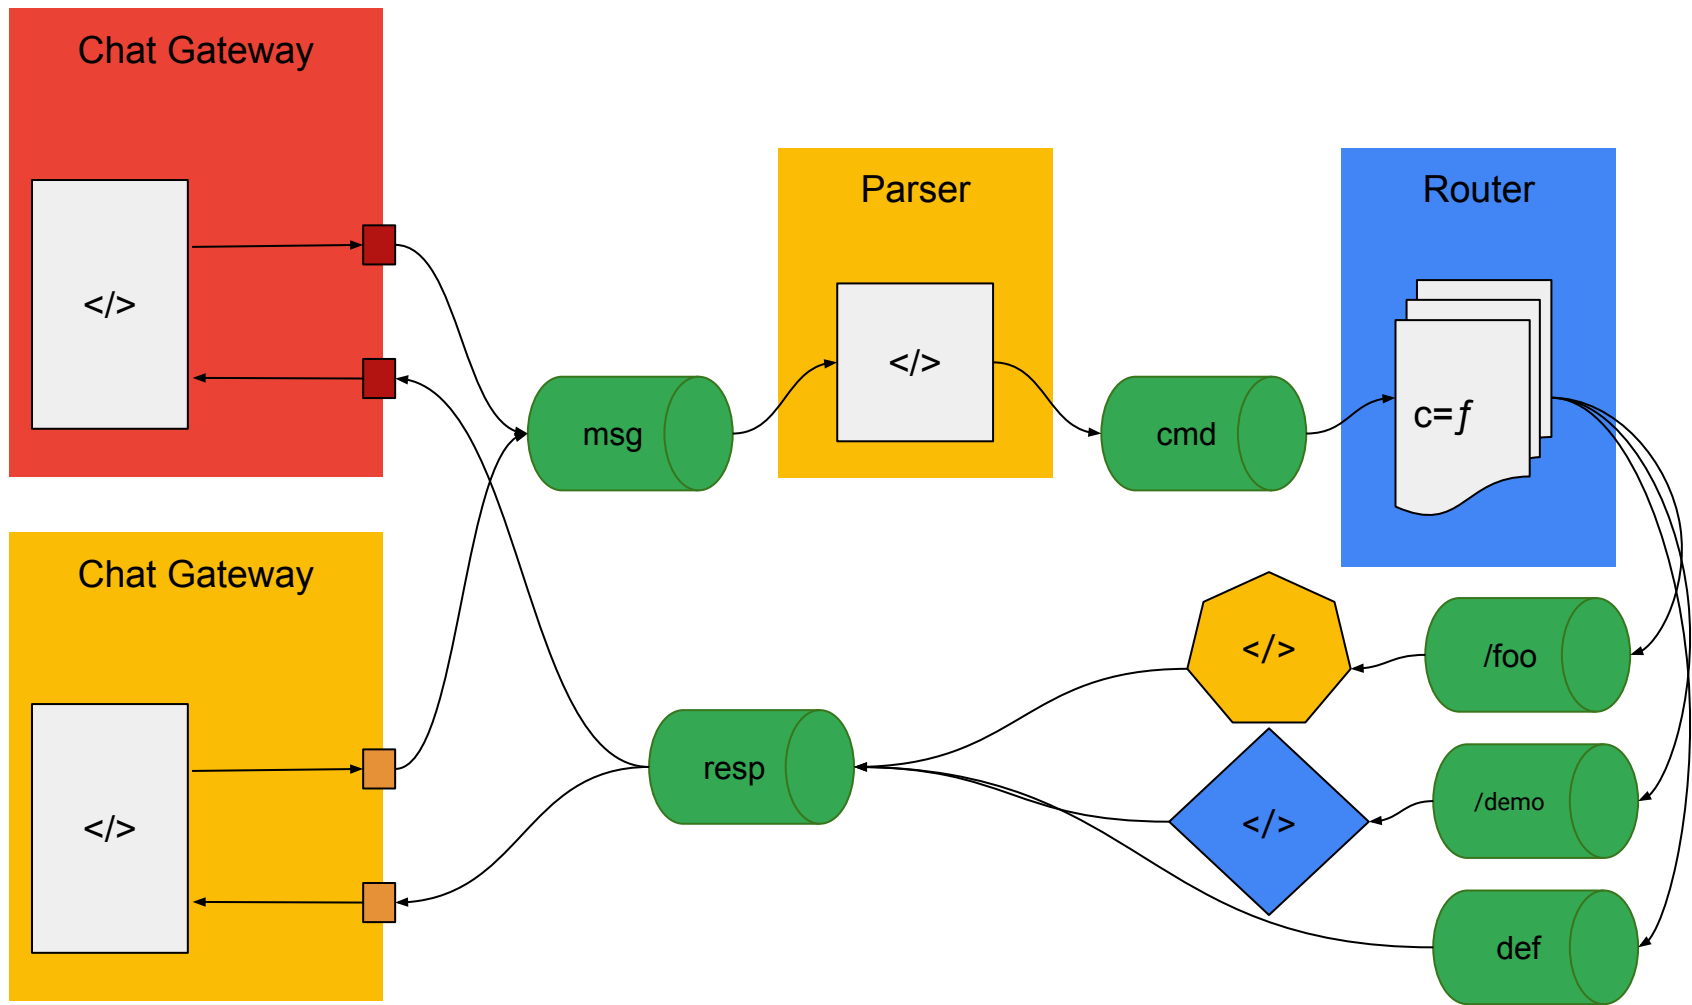 Chat Gateway
</>
Parser
</>
Router
c=ƒ
msg
cmd
Chat Gateway
</>
resp
</>
/foo
</>
/demo
def